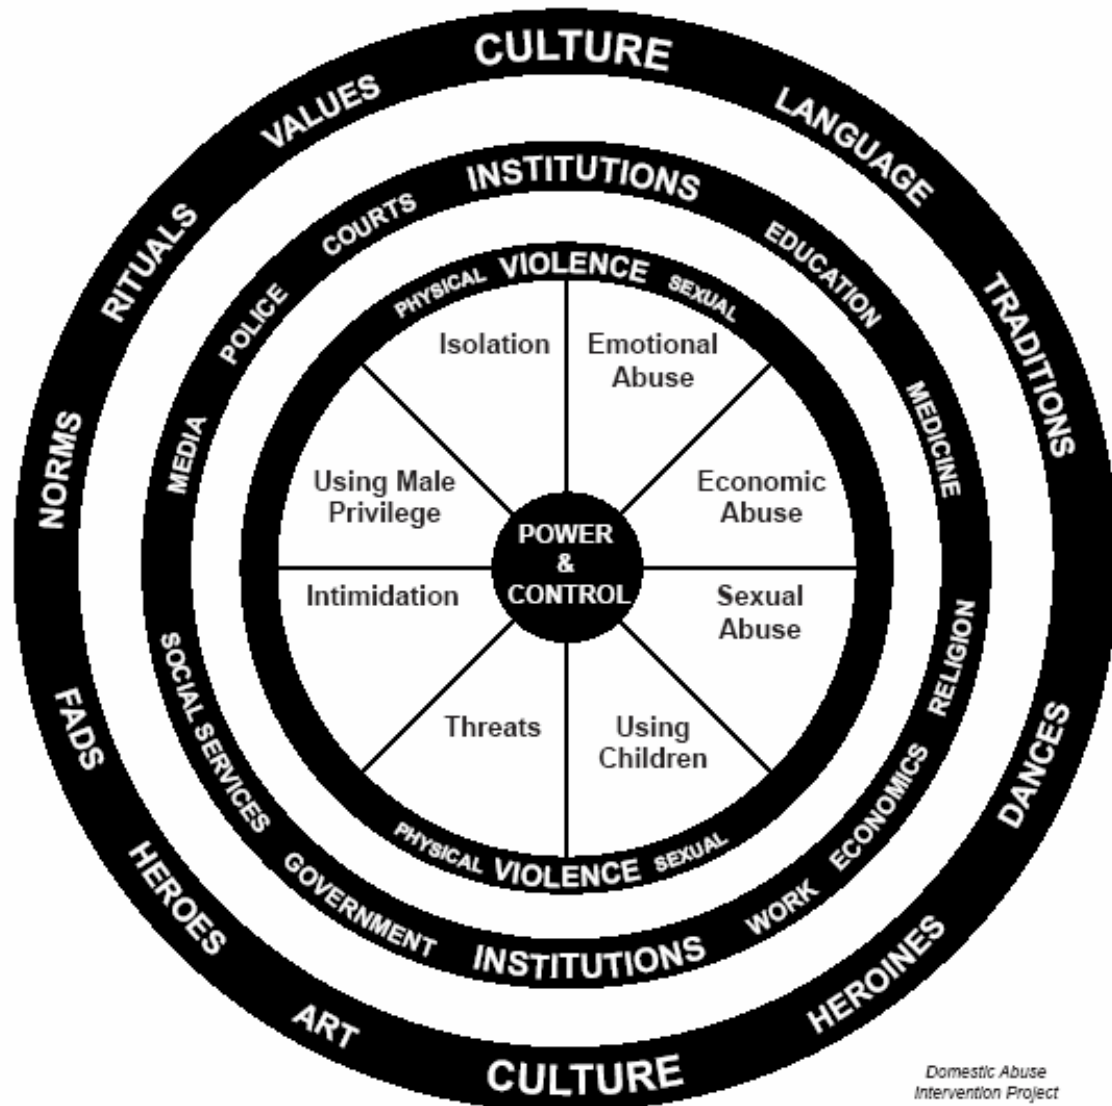 CULTURE
LANGUAGE
TRADITIONS
DANCES
HEROINES
CULTURE
ART
HEROES
FADS
NORMS
RITUALS
VALUES
INSTITUTIONS
EDUCATION
MEDICINE
RELIGION
ECONOMICS
WORK
INSTITUTIONS
GOVERNMENT
SOCIAL SERVICES
MEDIA
POLICE
COURTS
PHYSICAL VIOLENCE SEXUAL
Isolation
Emotional
Abuse
Economic
Abuse
Sexual
Abuse
Using
Children
Threats
Intimidation
Using Male
Privilege
POWER
&
CONTROL
PHYSICAL VIOLENCE SEXUAL
Domestic Abuse
Intervention Project